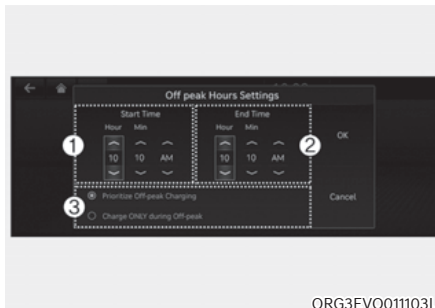 Off peak Hours Settings
Start Time
End Time
Hour Min
Hour Min
1
2
OK
10 10 AM
10 10 AM
3
Prioritize Off-peak Charging
Cancel
Charge ONLY during Off-peak
ORG3EVQ011103L